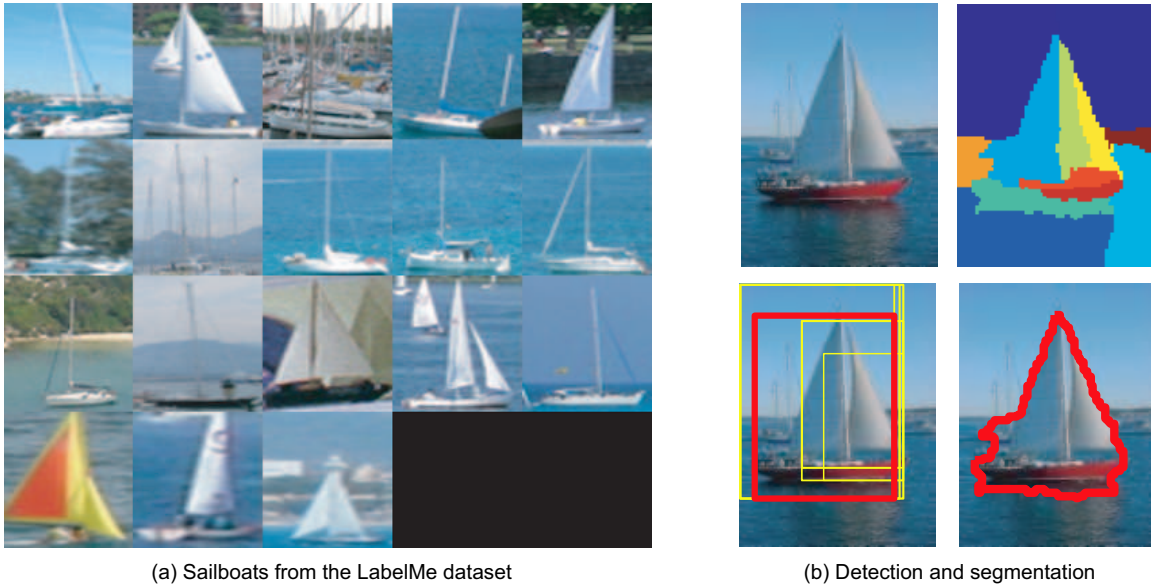 (a) Sailboats from the LabelMe dataset
(b) Detection and segmentation